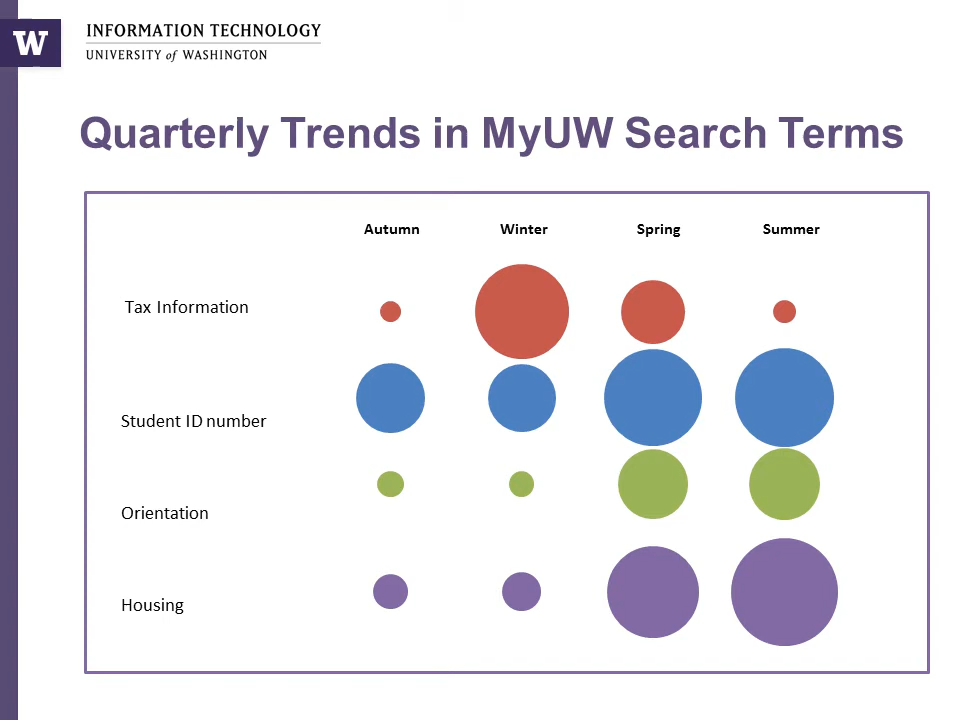 W
INFORMATION TECHNOLOGY
UNIVERSITY of WASHINGTON
Quarterly Trends in MyUW Search Terms
Autumn Winter Spring Summer
Tax Information
Student ID number
Orientation
Housing